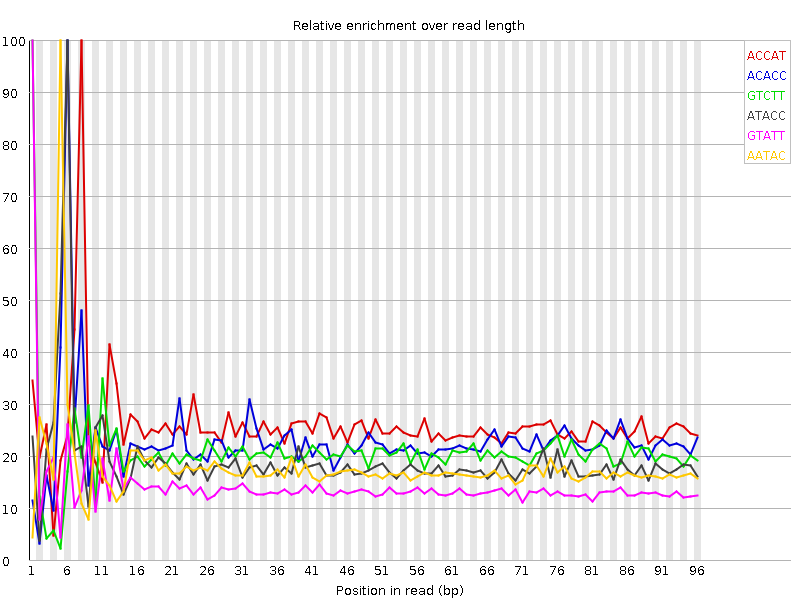 Relative enrichment over read length
100
90
80
70
60
50
40
30
20
10
0
ACCAT
ACACC
GTCTT
ATACC
GTATT
AATAC
1 6 11 16 21 26 31 36 41 46 51 56 61 66 71 76 81 86 91 96
Position in read (bp)